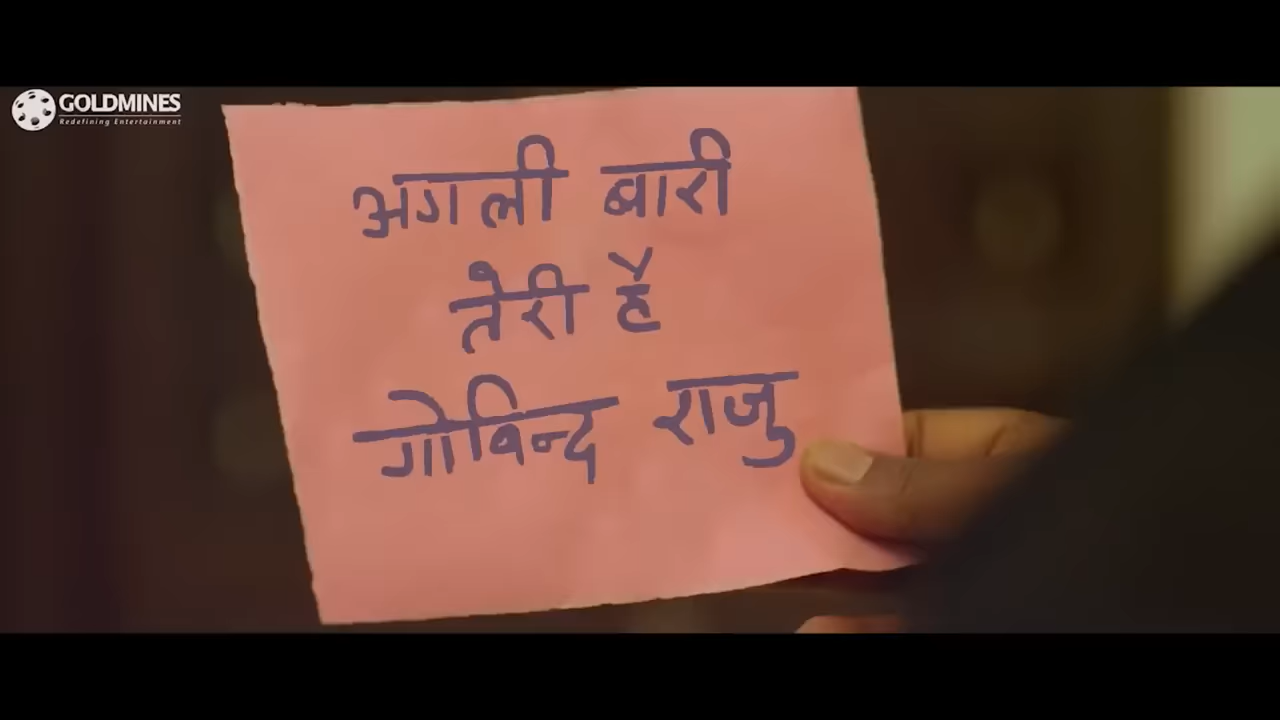 GOLDMINES
Redefining Entertainment
अगली बारी
तेरी है
गोविन्द राजु